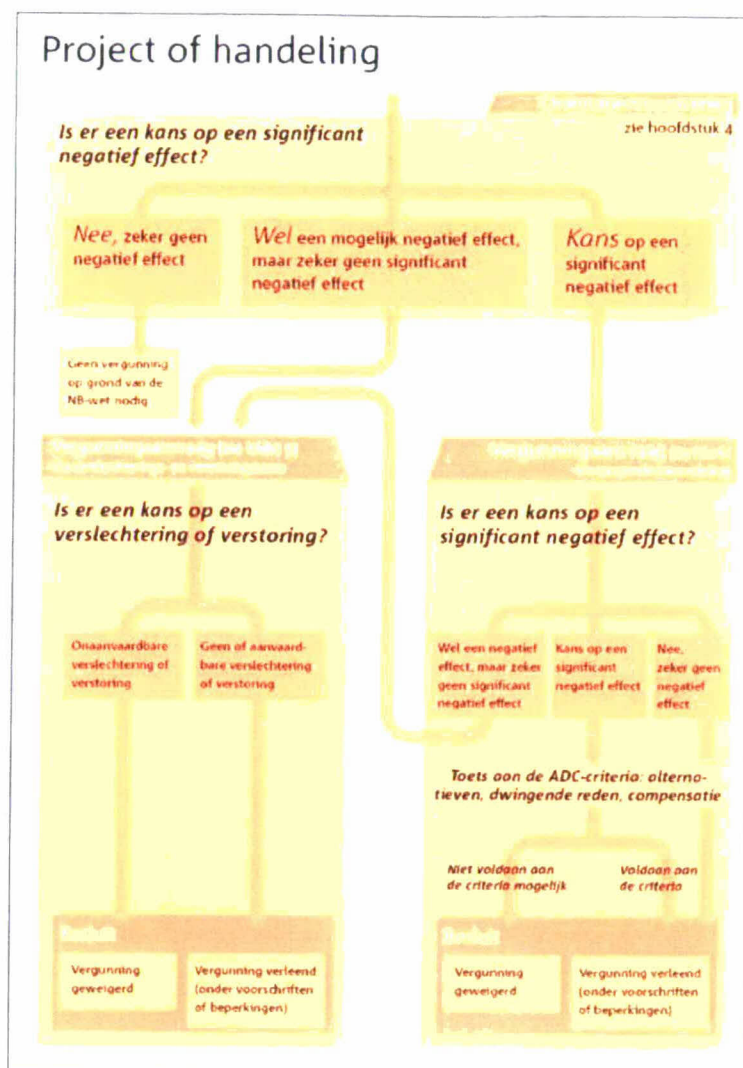 Project of handeling
zie hoofdstuk 4
Is er een kans op een significant
negatief effect?
Nee, zeker geen
negatief effect
Wel een mogelijk negatief effect,
maar zeker geen significant
negatief effect
Kans op een
significant
negatief effect
Geen vergunning
op grond van de
NB-wet nodig
Is er een kans op een
verslechtering of verstoring?
Onaanvaardbare
verslechtering of
verstoring
Geen of aanvaard-
bare verslechtering
of verstoring
Besluit
Vergunning
geweigerd
Vergunning verleend
(onder voorschriften
of beperkingen)
Is er een kans op een
significant negatief effect?
Wel een negatief
effect, maar zeker
geen significant
negatief effect
Kans op een
significant
negatief effect
Nee,
zeker geen
negatief
effect
Toets aan de ADC-criteria: alterna-
tieven, dwingende reden, compensatie
Niet voldaan aan
de criteria mogelijk
Voldaan aan
de criteria
Besluit
Vergunning
geweigerd
Vergunning verleend
(onder voorschriften
of beperkingen)